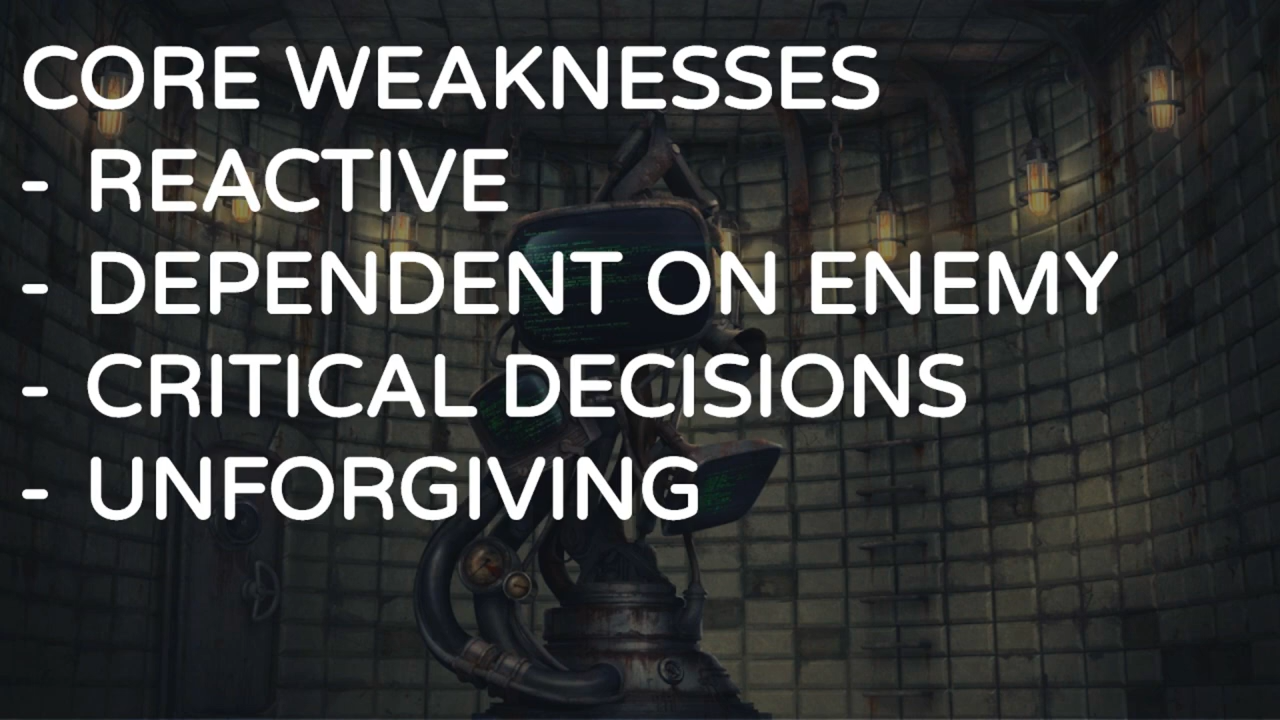 CORE WEAKNESSES
- REACTIVE
- DEPENDENT ON ENEMY
- CRITICAL DECISIONS
- UNFORGIVING